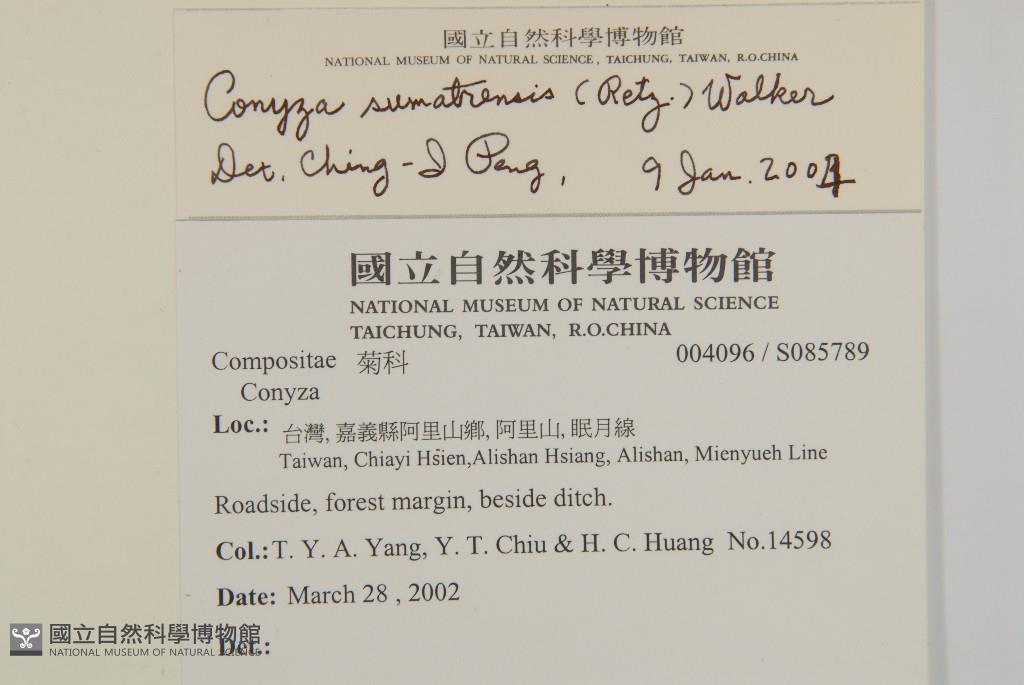 國立自然科學博物館
NATIONAL MUSEUM OF NATURAL SCIENCE, TAICHUNG, TAIWAN, R.O.CHINA
Conyza sumatrensis (Retz.) Walker
Det. Ching-I Peng, 9 Jan. 2004
國立自然科學博物館
NATIONAL MUSEUM OF NATURAL SCIENCE
TAICHUNG, TAIWAN, R.O.CHINA
Compositae 菊科 004096 / S085789
Conyza
Loc.: 台灣, 嘉義縣阿里山鄉, 阿里山, 眠月線
Taiwan, Chiayi Hsien,Alishan Hsiang, Alishan, Mienyueh Line
Roadside, forest margin, beside ditch.
Col.: T. Y. A. Yang, Y. T. Chiu & H. C. Huang No.14598
Date: March 28 , 2002
Det.:
國立自然科學博物館
NATIONAL MUSEUM OF NATURAL SCIENCE